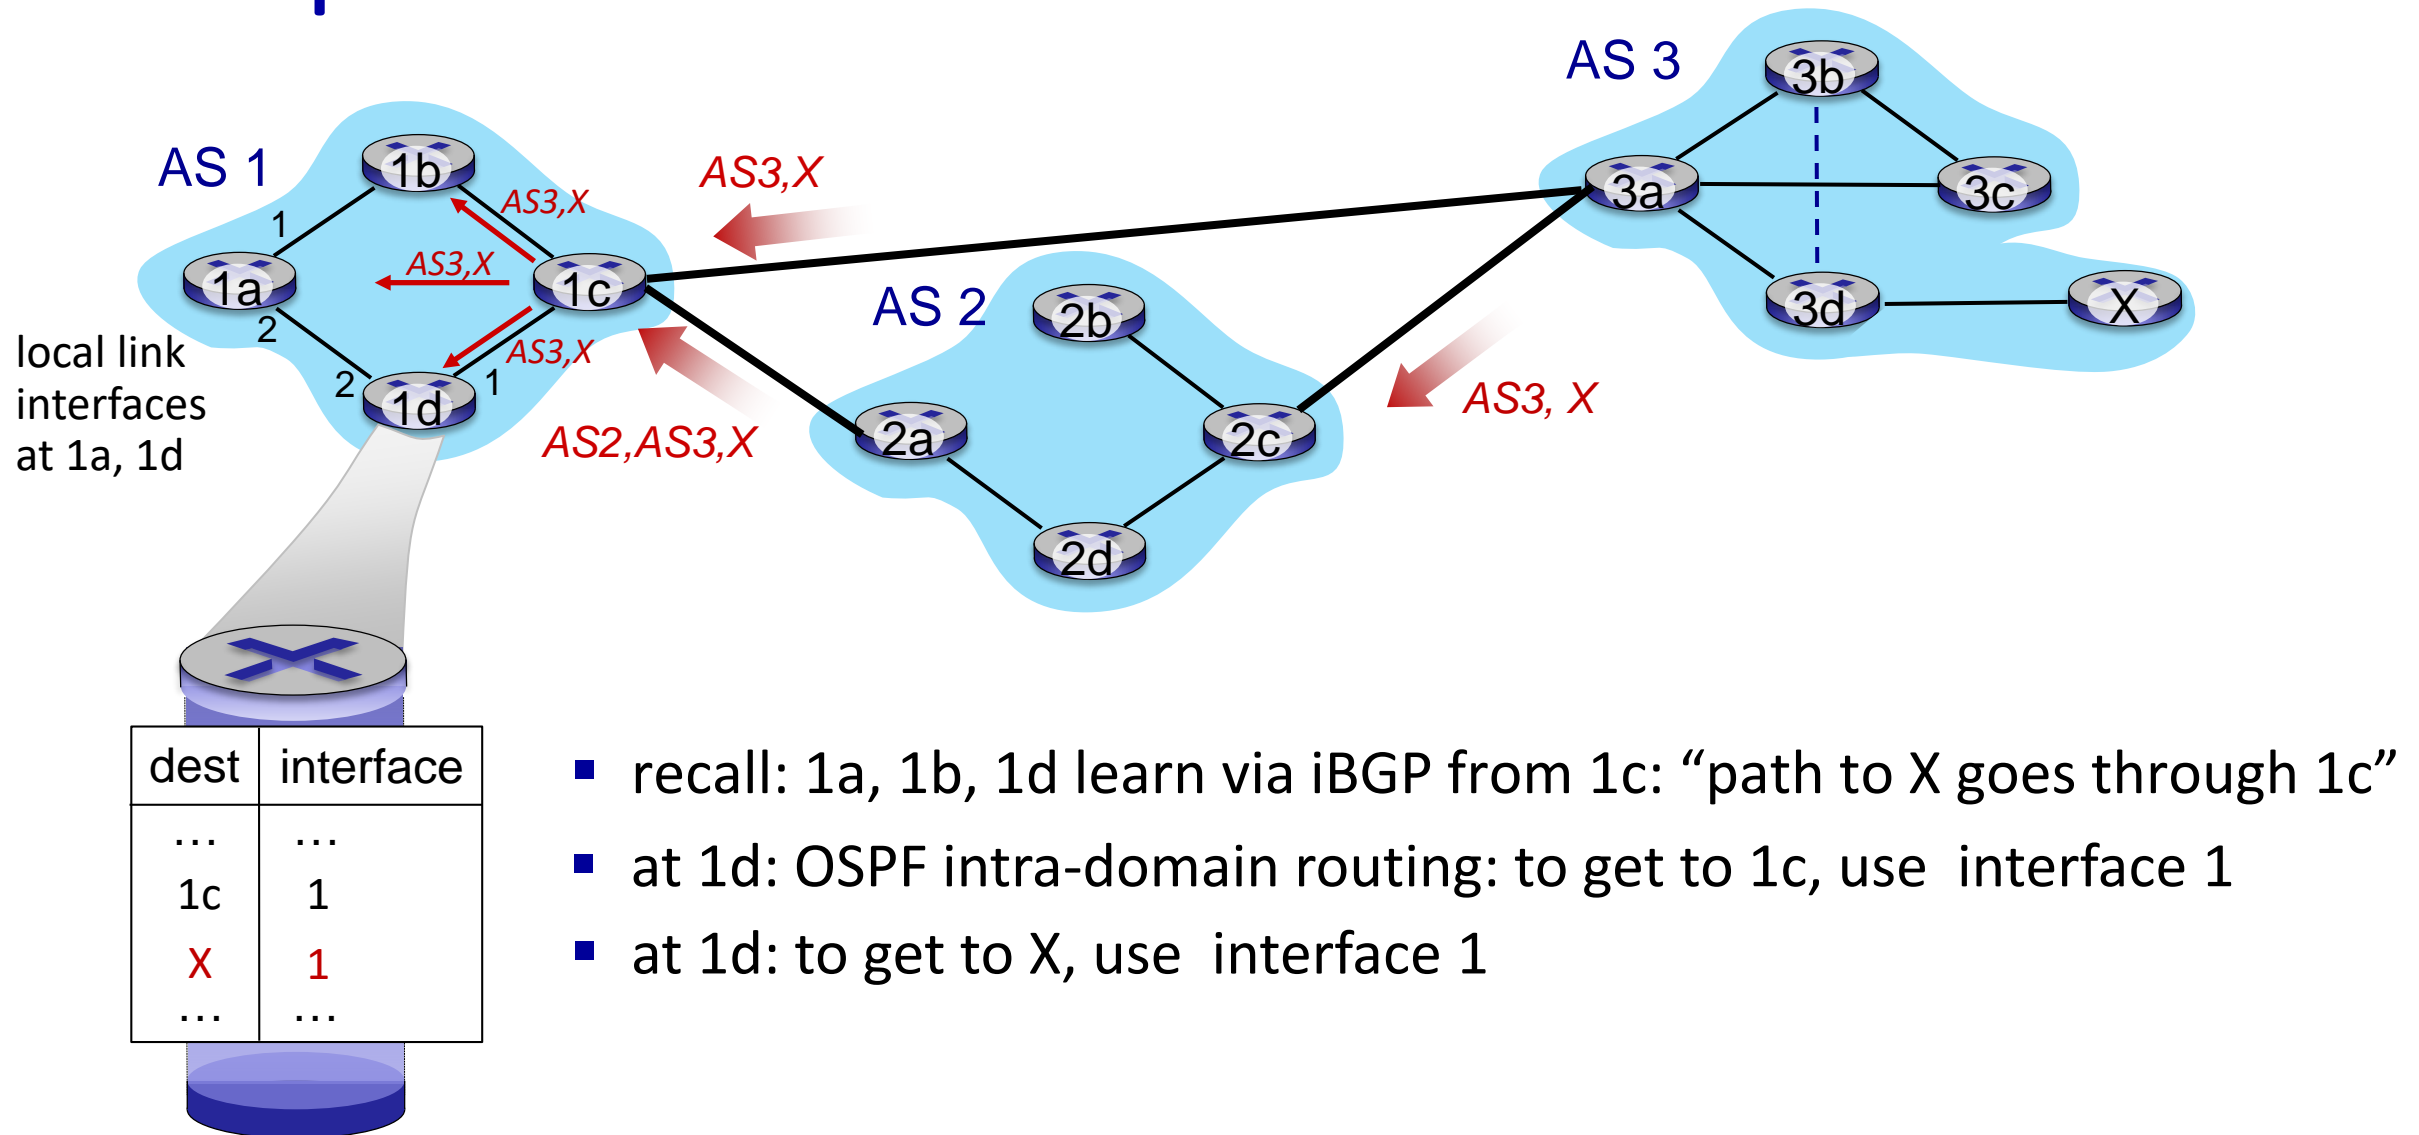 AS 3
3b
AS 1
1b
AS3,X
3a
3c
AS3,X
1
AS3,X
1a
1c
AS 2
2b
3d
X
2
local link
interfaces
at 1a, 1d
AS3,X
2
1
1d
AS3, X
AS2,AS3,X
2a
2c
2d
dest interface
... ...
1c 1
X 1
... ...
▪ recall: 1a, 1b, 1d learn via iBGP from 1c: “path to X goes through 1c”
▪ at 1d: OSPF intra-domain routing: to get to 1c, use interface 1
▪ at 1d: to get to X, use interface 1